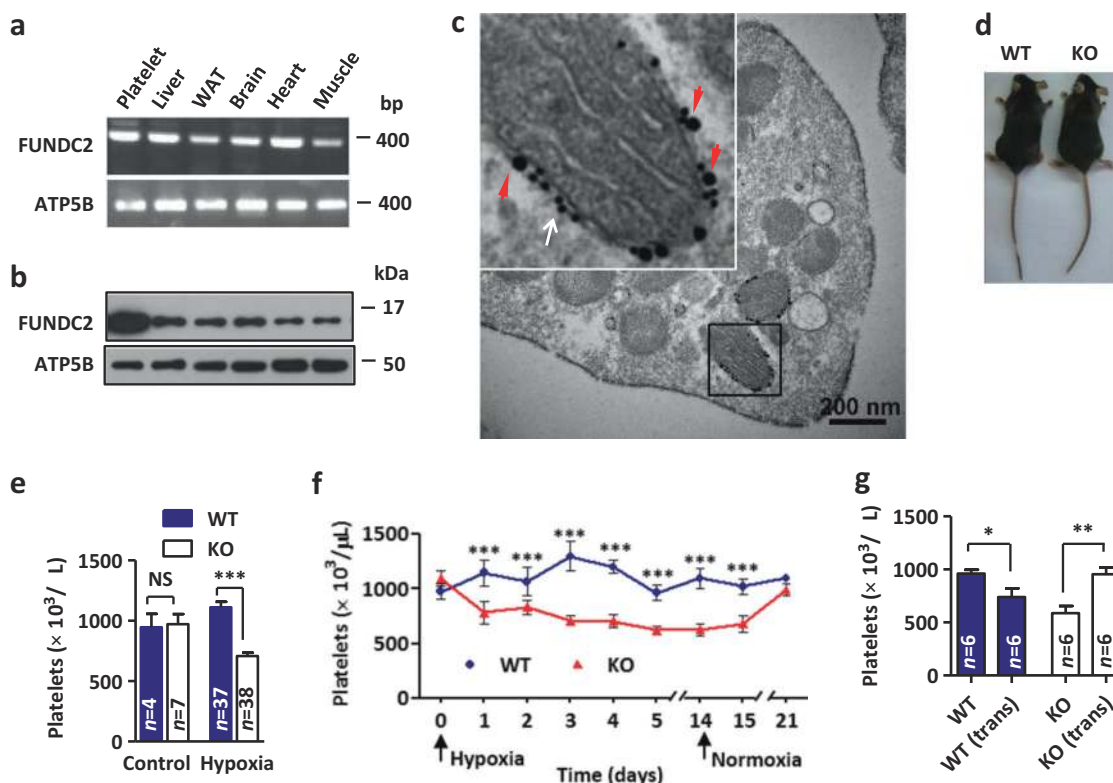 a
Platelet Liver WAT Brain Heart Muscle
bp
FUNDC2
400
ATP5B
400
b
kDa
FUNDC2
17
ATP5B
50
c
200 nm
d
WT KO
e
WT
KO
Platelets (× 10³/ L)
1500
1000
500
0
NS
***
n=4
n=7
n=37
n=38
Control Hypoxia
f
Platelets (× 10³/μL)
1500
1000
500
0
*** *** *** *** *** *** ***
WT KO
0 1 2 3 4 5 14 15 21
Hypoxia Normoxia
Time (days)
g
Platelets (× 10³/ L)
1500
1000
500
0
* **
n=6
n=6
n=6
n=6
WT
WT (trans)
KO
KO (trans)